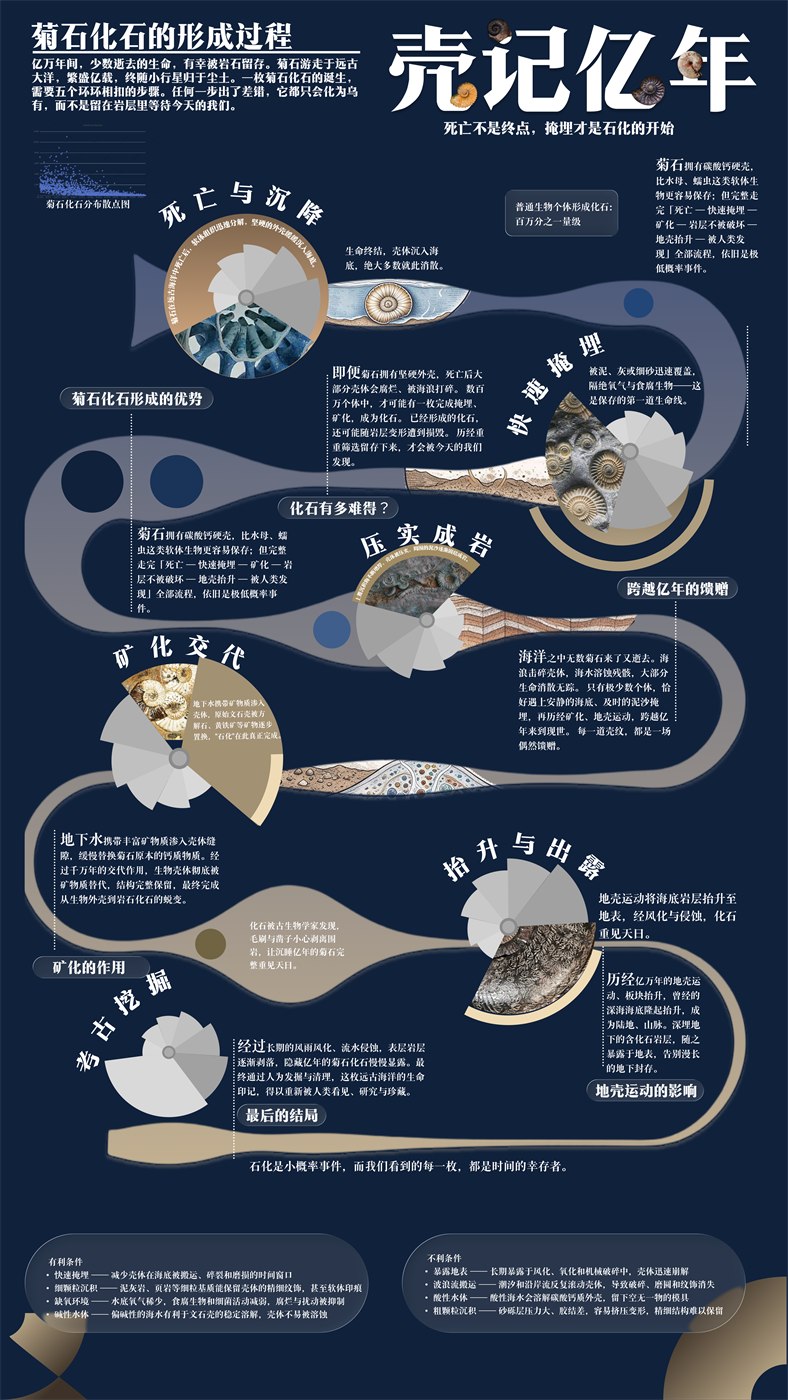 菊石化石的形成过程
亿万年间，少数逝去的生命，有幸被岩石留存。菊石游走于远古
大洋，繁盛亿载，终随小行星归于尘土。一枚菊石化石的诞生，
需要五个环环相扣的步骤。任何一步出了差错，它都只会化为乌
有，而不是留在岩层里等待今天的我们。
壳记亿年
死亡不是终点，掩埋才是石化的开始
菊石化石分布散点图
死亡与沉降
菊石在远古海洋中死亡后，软体组织迅速分解，坚硬的外壳缓缓沉入海底。
生命终结，壳体沉入海
底，绝大多数就此消散。
普通生物个体形成化石：
百万分之一量级
菊石拥有碳酸钙硬壳，
比水母、蠕虫这类软体生
物更容易保存；但完整走
完「死亡 — 快速掩埋 —
矿化 — 岩层不被破坏 —
地壳抬升 — 被人类发
现」全部流程，依旧是极
低概率事件。
快速掩埋
被泥、灰或细砂迅速覆盖，
隔绝氧气与食腐生物——这
是保存的第一道生命线。
即便菊石拥有坚硬外壳，死亡后大
部分壳体会腐烂、被海浪打碎。 数百
万个体中，才可能有一枚完成掩埋、
矿化，成为化石。 已经形成的化石，
还可能随岩层变形遭到损毁。 历经重
重筛选留存下来，才会被今天的我们
发现。
菊石化石形成的优势
化石有多难得？
菊石拥有碳酸钙硬壳，比水母、蠕
虫这类软体生物更容易保存；但完整
走完「死亡 — 快速掩埋 — 矿化 — 岩
层不被破坏 — 地壳抬升 — 被人类发
现」全部流程，依旧是极低概率事
件。
压实成岩
跨越亿年的馈赠
海洋之中无数菊石来了又逝去。海
浪击碎壳体，海水溶蚀残骸，大部分
生命消散无踪。 只有极少数个体，恰
好遇上安静的海底、及时的泥沙掩
埋，再历经矿化、地壳运动，跨越亿
年来到现世。 每一道壳纹，都是一场
偶然馈赠。
矿化交代
地下水携带矿物质渗入
壳体，原始文石壳被方
解石、黄铁矿等矿物逐步
置换，“石化”在此真正完成。
地下水携带丰富矿物质渗入壳体缝
隙，缓慢替换菊石原本的钙质物质。经
过千万年的交代作用，生物壳体彻底被
矿物质替代，结构完整保留，最终完成
从生物外壳到岩石化石的蜕变。
矿化的作用
化石被古生物学家发现，
毛刷与凿子小心剥离围
岩，让沉睡亿年的菊石完
整重见天日。
抬升与出露
地壳运动将海底岩层抬升至
地表，经风化与侵蚀，化石
重见天日。
历经亿万年的地壳运
动、板块抬升，曾经的
深海海底隆起抬升，成
为陆地、山脉。深埋地
下的含化石岩层，随之
暴露于地表，告别漫长
的地下封存。
地壳运动的影响
考古挖掘
经过长期的风雨风化、流水侵蚀，表层岩层
逐渐剥落，隐藏亿年的菊石化石慢慢显露。最
终通过人为发掘与清理，这枚远古海洋的生命
印记，得以重新被人类看见、研究与珍藏。
最后的结局
石化是小概率事件，而我们看到的每一枚，都是时间的幸存者。
有利条件
• 快速掩埋 —— 减少壳体在海底被搬运、碎裂和磨损的时间窗口
• 细颗粒沉积 —— 泥灰岩、页岩等细粒基质能保留壳体的精细纹饰，甚至软体印痕
• 缺氧环境 —— 水底氧气稀少，食腐生物和细菌活动减弱，腐烂与扰动被抑制
• 碱性水体 —— 偏碱性的海水有利于文石壳的稳定溶解，壳体不易被溶蚀
不利条件
• 暴露地表 —— 长期暴露于风化、氧化和机械破碎中，壳体迅速崩解
• 波浪流搬运 —— 潮汐和沿岸流反复滚动壳体，导致破碎、磨圆和纹饰消失
• 酸性水体 —— 酸性海水会溶解碳酸钙质外壳，留下空无一物的模具
• 粗颗粒沉积 —— 砂砾层压力大、胶结差，容易挤压变形，精细结构难以保留